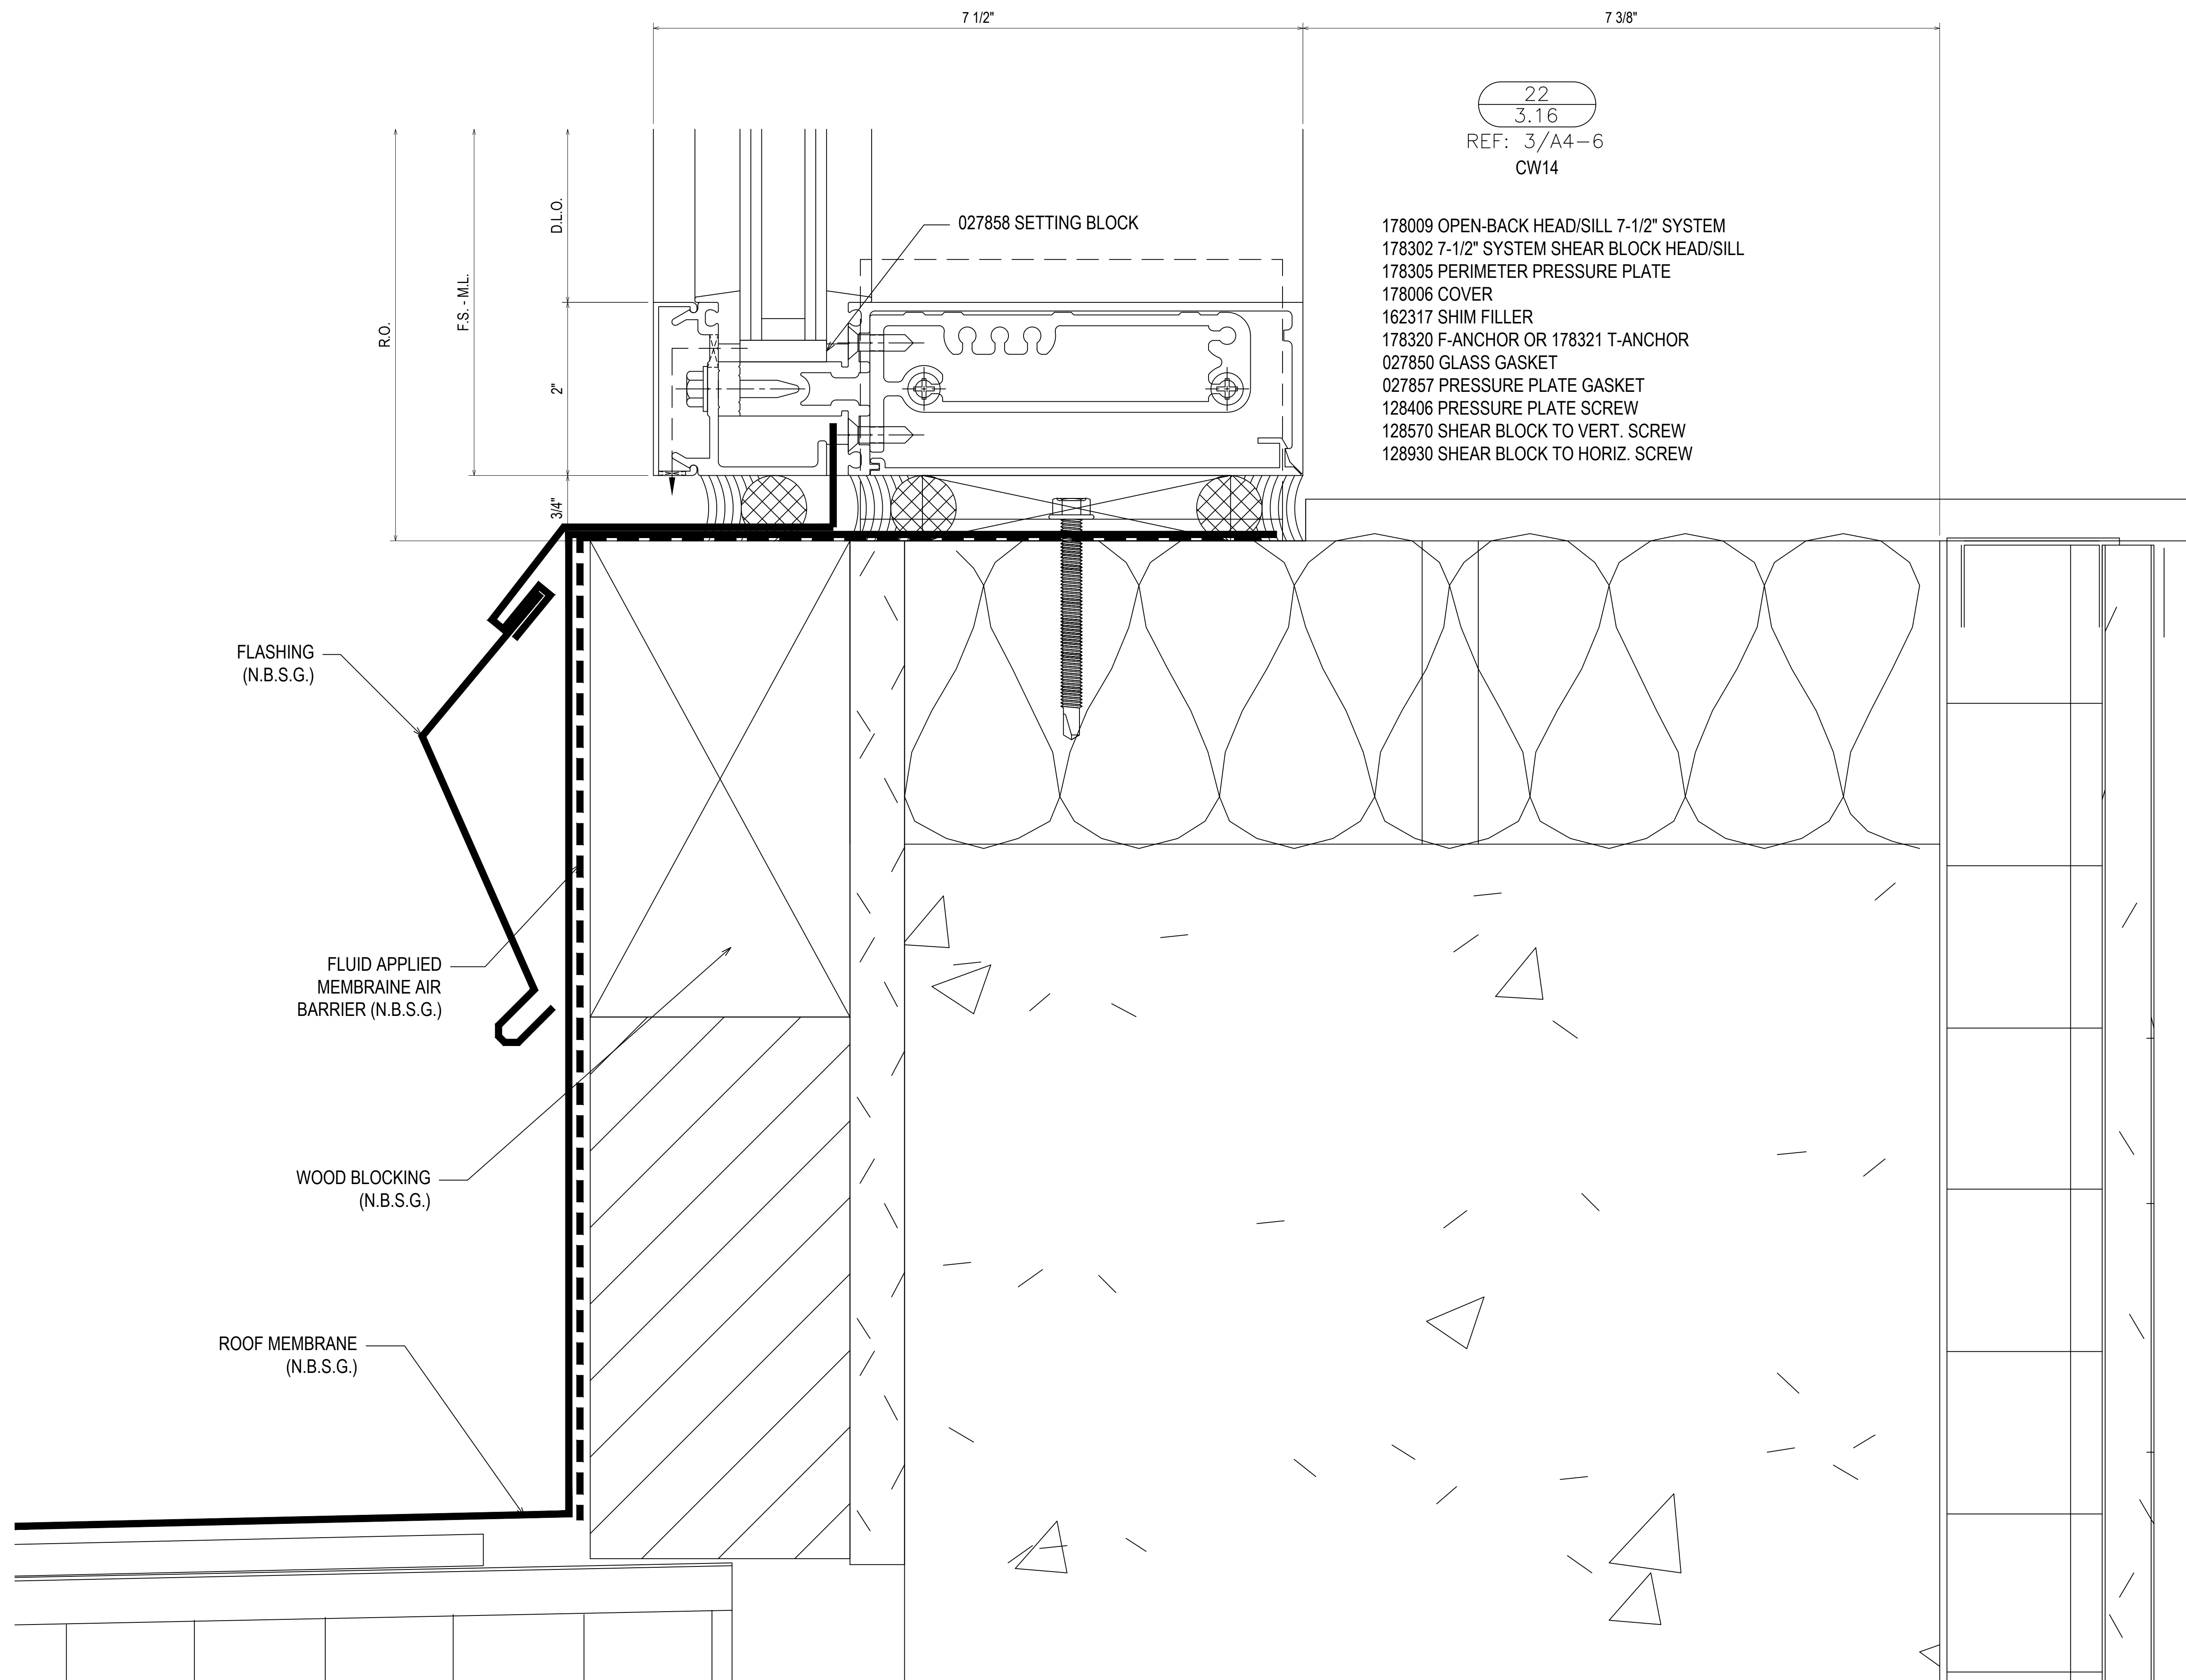 7 1/2"
7 3/8"
22
3.16
REF: 3/A4-6
CW14
R.O.
F.S. - M.L.
D.L.O.
2"
3/4"
027858 SETTING BLOCK
178009 OPEN-BACK HEAD/SILL 7-1/2" SYSTEM
178302 7-1/2" SYSTEM SHEAR BLOCK HEAD/SILL
178305 PERIMETER PRESSURE PLATE
178006 COVER
162317 SHIM FILLER
178320 F-ANCHOR OR 178321 T-ANCHOR
027850 GLASS GASKET
027857 PRESSURE PLATE GASKET
128406 PRESSURE PLATE SCREW
128570 SHEAR BLOCK TO VERT. SCREW
128930 SHEAR BLOCK TO HORIZ. SCREW
FLASHING
(N.B.S.G.)
FLUID APPLIED
MEMBRAINE AIR
BARRIER (N.B.S.G.)
WOOD BLOCKING
(N.B.S.G.)
ROOF MEMBRANE
(N.B.S.G.)